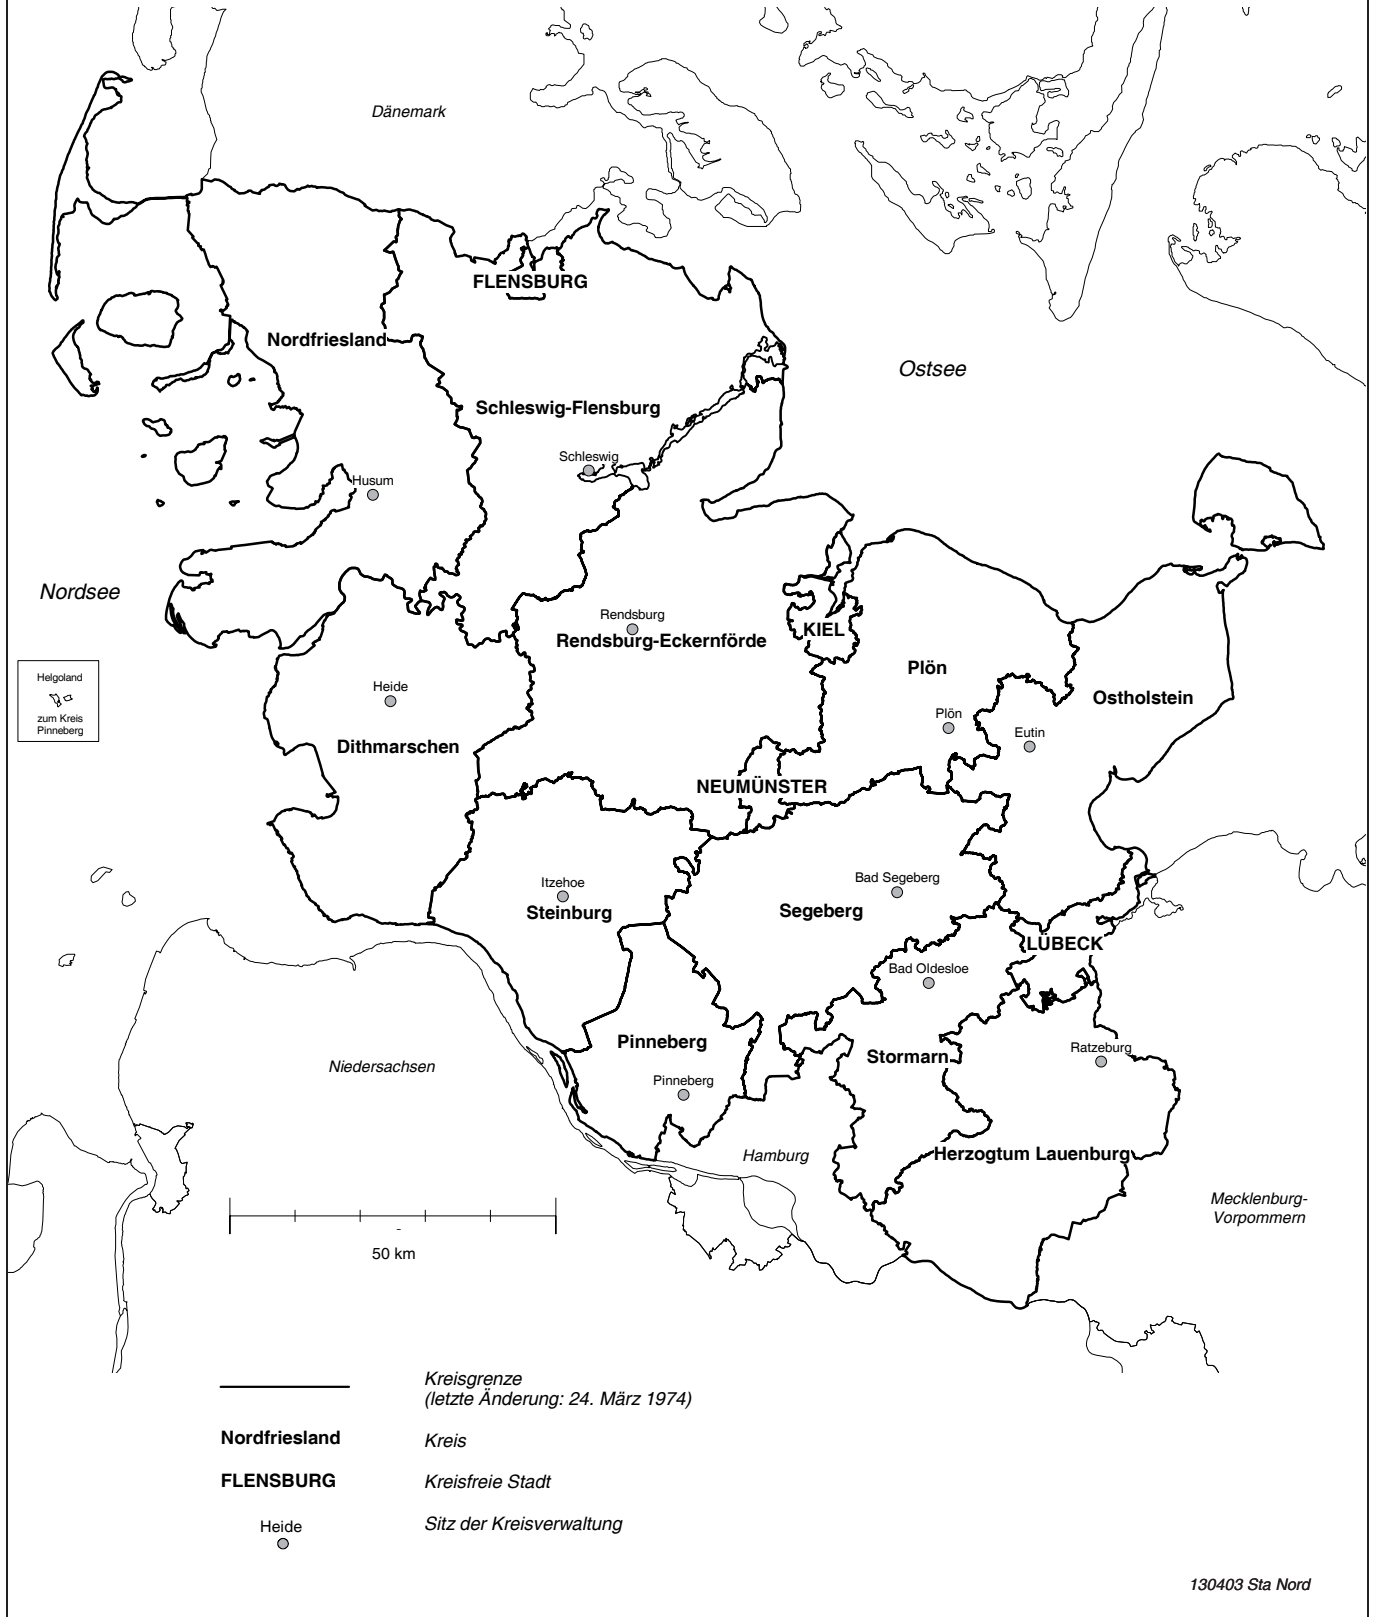 Dänemark
FLENSBURG
Nordfriesland
Ostsee
Schleswig-Flensburg
Schleswig
Husum
Nordsee
Rendsburg
KIEL
Rendsburg-Eckernförde
Plön
Helgoland
zum Kreis
Pinneberg
Heide
Ostholstein
Plön
Eutin
Dithmarschen
NEUMÜNSTER
Itzehoe
Steinburg
Bad Segeberg
Segeberg
LÜBECK
Bad Oldesloe
Pinneberg
Stormarn
Ratzeburg
Niedersachsen
Pinneberg
Hamburg
Herzogtum Lauenburg
Mecklenburg-
Vorpommern
50 km
Kreisgrenze
(letzte Änderung: 24. März 1974)
Nordfriesland Kreis
FLENSBURG Kreisfreie Stadt
Heide Sitz der Kreisverwaltung
130403 Sta Nord